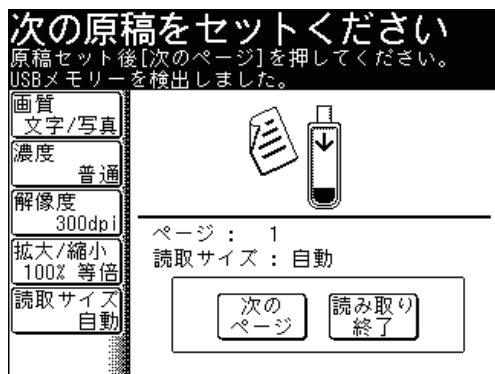 次の原稿をセットください
原稿セット後[次のページ]を押してください。
USBメモリーを検出しました。
画質
文字/写真
濃度
普通
解像度
300dpi
拡大/縮小
100% 等倍
読取サイズ
自動
ページ： 1
読取サイズ：自動
次の
ページ
読み取り
終了